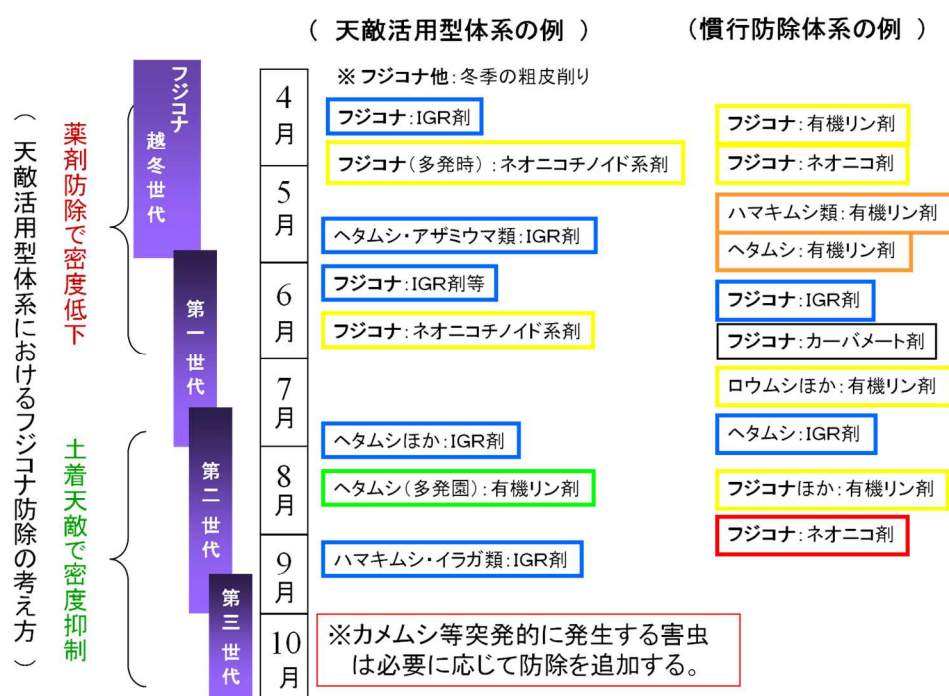 （ 天敵活用型体系の例 ）
（慣行防除体系の例 ）
（ 天敵活用型体系におけるフジコナ防除の考え方 ）
薬剤防除で密度低下
土着天敵で密度抑制
フジコナ
越冬世代
第一世代
第二世代
第三世代
4月
5月
6月
7月
8月
9月
10月
※ フジコナ他：冬季の粗皮削り
フジコナ：IGR剤
フジコナ（多発時）：ネオニコチノイド系剤
ヘタムシ・アザミウマ類：IGR剤
フジコナ：IGR剤等
フジコナ：ネオニコチノイド系剤
ヘタムシほか：IGR剤
ヘタムシ（多発園）：有機リン剤
ハマキムシ・イラガ類：IGR剤
※カメムシ等突発的に発生する害虫
は必要に応じて防除を追加する。
フジコナ：有機リン剤
フジコナ：ネオニコ剤
ハマキムシ類：有機リン剤
ヘタムシ：有機リン剤
フジコナ：IGR剤
フジコナ：カーバメート剤
ロウムシほか：有機リン剤
ヘタムシ：IGR剤
フジコナほか：有機リン剤
フジコナ：ネオニコ剤